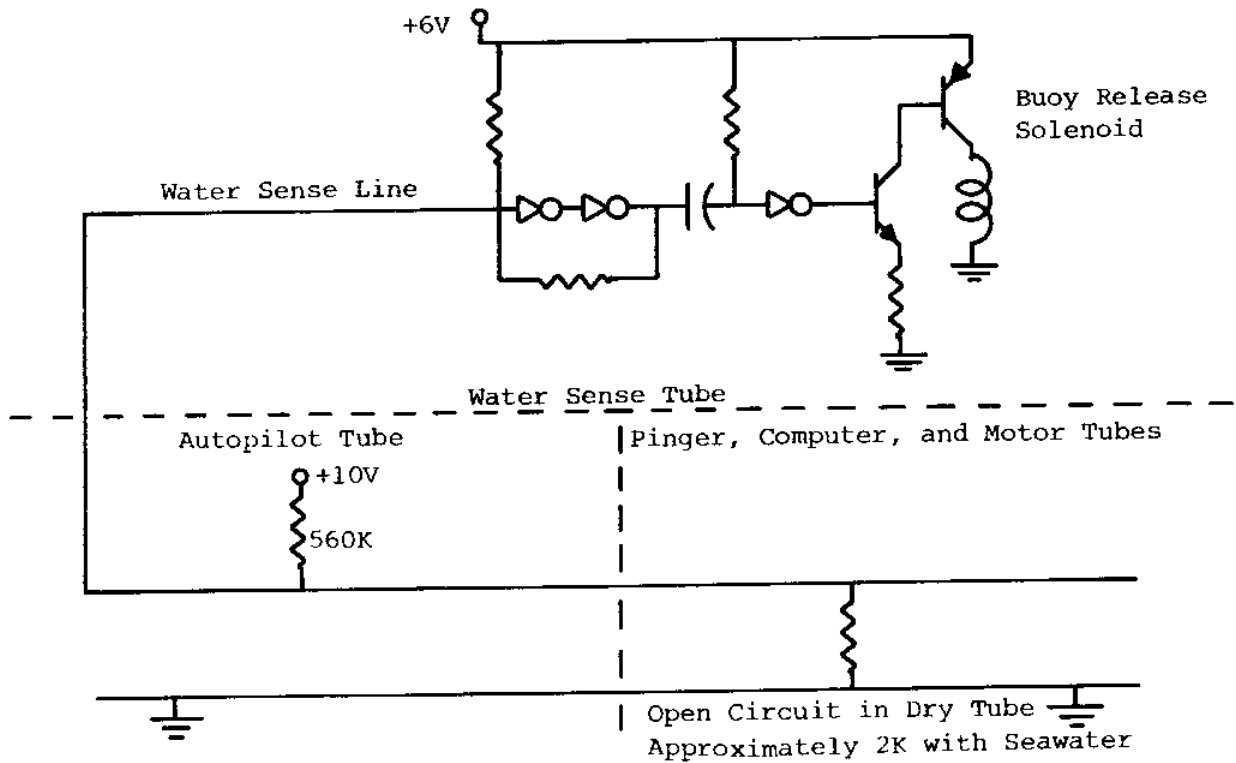 +6V
Buoy Release
Solenoid
Water Sense Line
Water Sense Tube
Autopilot Tube
Pinger, Computer, and Motor Tubes
+10V
560K
Open Circuit in Dry Tube
Approximately 2K with Seawater